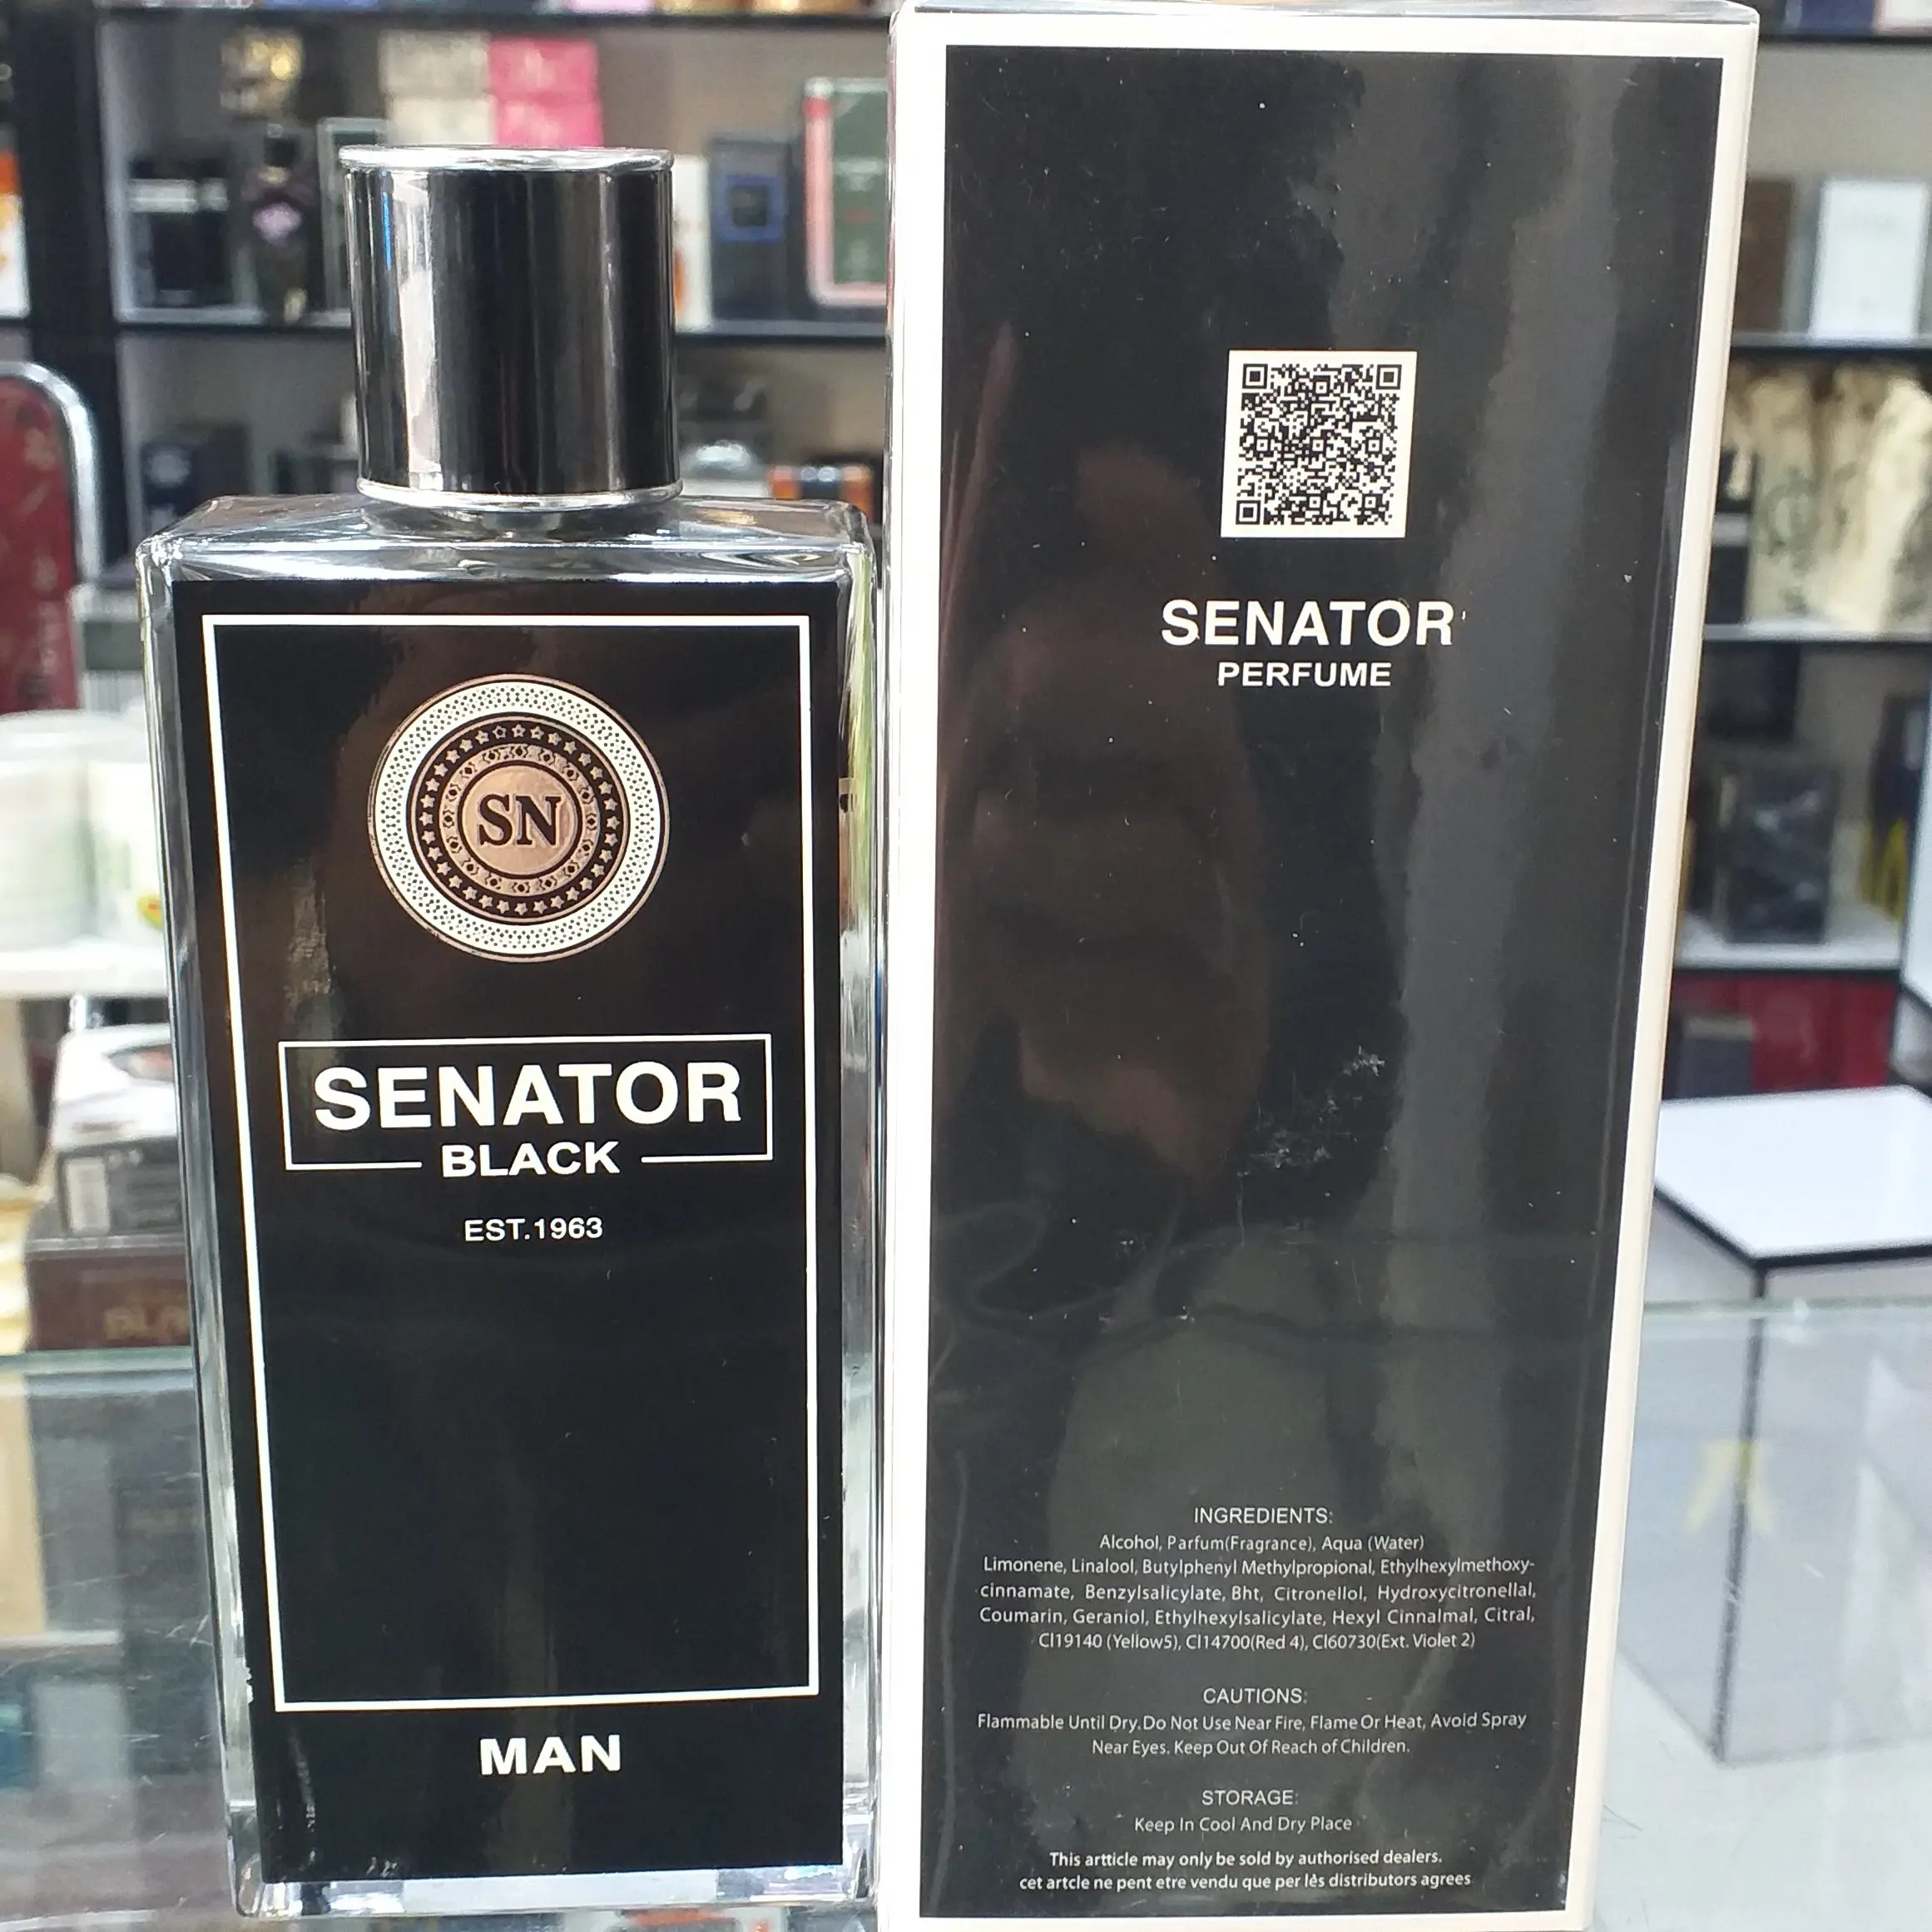 SN
SENATOR
BLACK
EST.1963
MAN
SENATOR
PERFUME
INGREDIENTS:
Alcohol, Parfum(Fragrance), Aqua (Water)
Limonene, Linalool, Butylphenyl Methylpropional, Ethylhexylmethoxy-
cinnamate, Benzylsalicylate, Bht, Citronellol, Hydroxycitronellal,
Coumarin, Geraniol, Ethylhexylsalicylate, Hexyl Cinnalmal, Citral,
Cl19140 (Yellow5), Cl14700(Red 4), Cl60730(Ext. Violet 2)
CAUTIONS:
Flammable Until Dry. Do Not Use Near Fire, Flame Or Heat, Avoid Spray
Near Eyes. Keep Out Of Reach of Children.
STORAGE:
Keep In Cool And Dry Place
This artticle may only be sold by authorised dealers.
cet artcle ne pent etre vendu que per lès distributors agrees